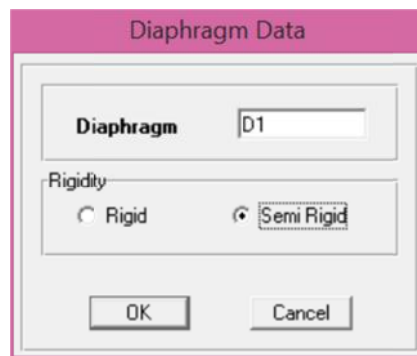 Diaphragm Data
Diaphragm D1
Rigidity
Rigid Semi Rigid
OK Cancel